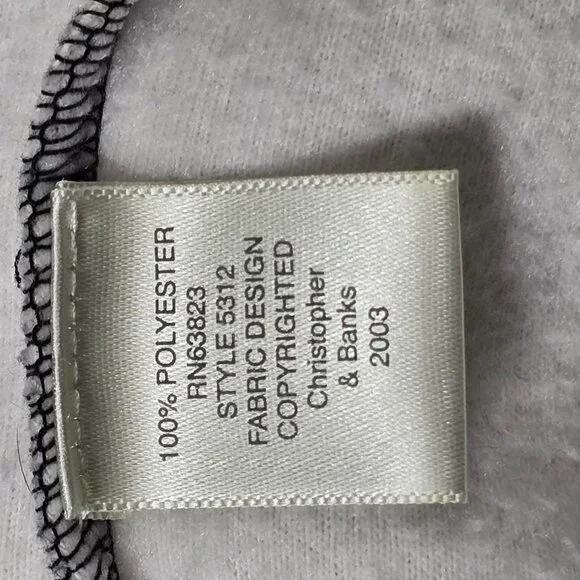 100% POLYESTER
RN63823
STYLE 5312
FABRIC DESIGN
COPYRIGHTED
Christopher
& Banks
2003